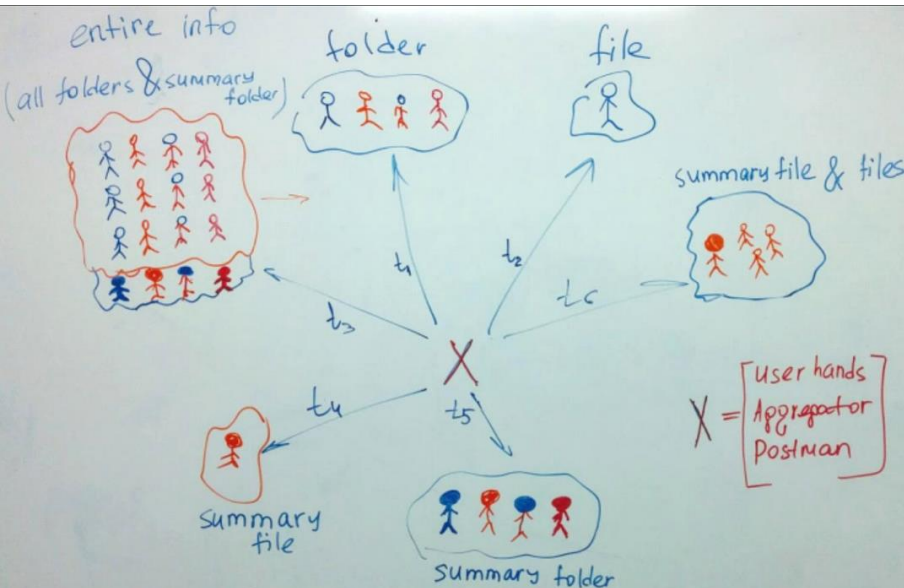 entire info
(all folders & summary
folder)
folder
file
summary file & files
t₁
t₂
t₆
t₃
X
t₄
t₅
summary
file
summary folder
X =
user hands
Aggregator
Postman